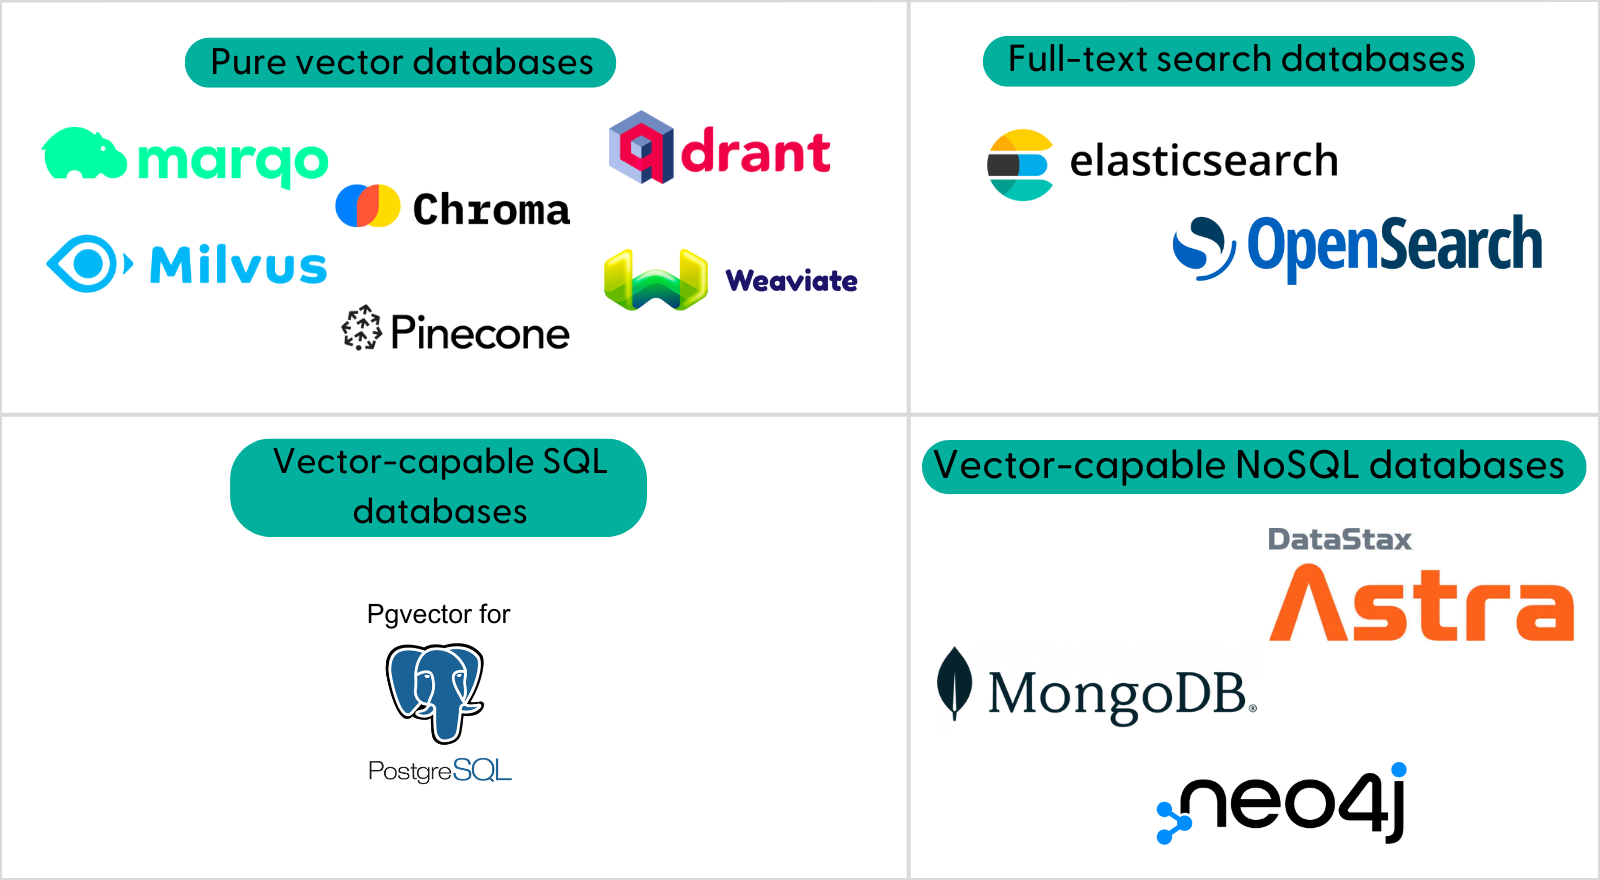 Pure vector databases
marqo
qdrant
Chroma
Milvus
Weaviate
Pinecone
Full-text search databases
elasticsearch
OpenSearch
Vector-capable SQL
databases
Pgvector for
PostgreSQL
Vector-capable NoSQL databases
DataStax
Astra
MongoDB®
neo4j